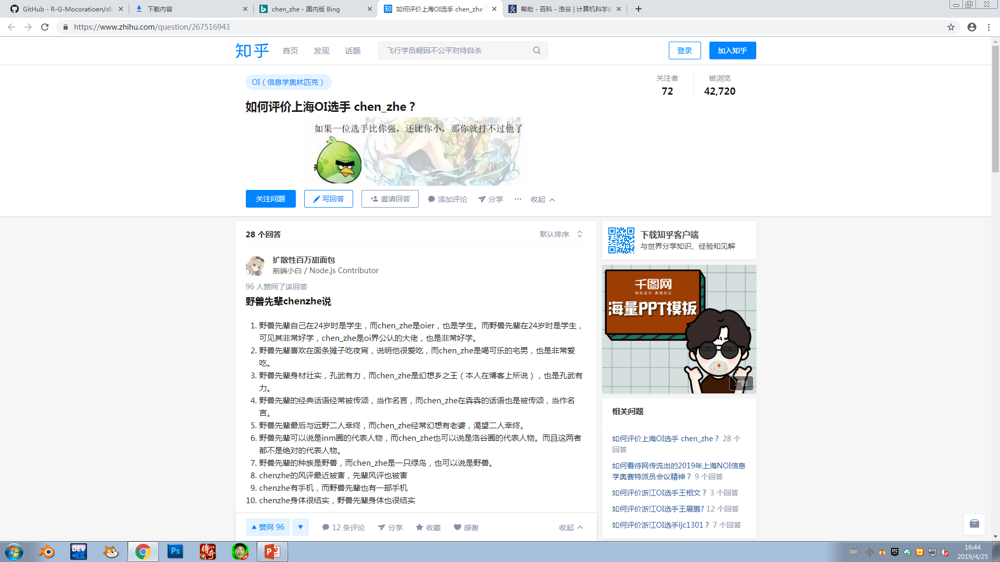 GitHub - R-G-Mocoratioen/dl
下载内容
chen_zhe - 国内版 Bing
如何评价上海OI选手 chen_zhe？
帮助 - 百科 - 洛谷 | 计算机科学
https://www.zhihu.com/question/267516943
知乎
首页
发现
话题
飞行学员疑因不公平对待自杀
登录
加入知乎
OI（信息学奥林匹克）
关注者
72
被浏览
42,720
如何评价上海OI选手 chen_zhe？
如果一位选手比你强，还比你小，那你就打不过他了
关注问题
写回答
邀请回答
添加评论
分享
收起
28 个回答
默认排序
扩散性百万甜面包
前端小白 / Node.js Contributor
96 人赞同了该回答
野兽先辈chenzhe说
1. 野兽先辈自己在24岁时是学生，而chen_zhe是oier，也是学生。而野兽先辈在24岁时是学生，
可见其非常好学，chen_zhe是oi界公认的大佬，也是非常好学。
2. 野兽先辈喜欢在面条摊子吃夜宵，说明他很爱吃，而chen_zhe是喝可乐的宅男，也是非常爱
吃。
3. 野兽先辈身材壮实，孔武有力，而chen_zhe是幻想乡之王（本人在博客上所说），也是孔武有
力。
4. 野兽先辈的经典话语经常被传颂，当作名言，而chen_zhe在犇犇的话语也是被传颂，当作名
言。
5. 野兽先辈最后与远野二人幸终，而chen_zhe经常幻想有老婆，渴望二人幸终。
6. 野兽先辈可以说是inm圈的代表人物，而chen_zhe也可以说是洛谷圈的代表人物。而且这两者
都不是绝对的代表人物。
7. 野兽先辈的种族是野兽，而chen_zhe是一只绿鸟，也可以说是野兽。
8. chenzhe的风评最近被害，先辈风评也被害
9. chenzhe有手机，而野兽先辈也有一部手机
10. chenzhe身体很结实，野兽先辈身体也很结实
赞同 96
12 条评论
分享
收藏
感谢
收起
下载知乎客户端
与世界分享知识、经验和见解
千图网
轻松设计 高效办公
海量PPT模板
广告
相关问题
如何评价上海OI选手 chen_zhe？ 28 个
回答
如何看待网传流出的2019年上海NOI信息
学奥赛特派员会议精神？ 9 个回答
如何评价浙江OI选手王相文？ 3 个回答
如何评价浙江OI选手王展鹏? 12 个回答
如何评价浙江OI选手ljc1301？ 7 个回答
DEV
C++
Ps
傳奇
P
16:44
2019/4/25